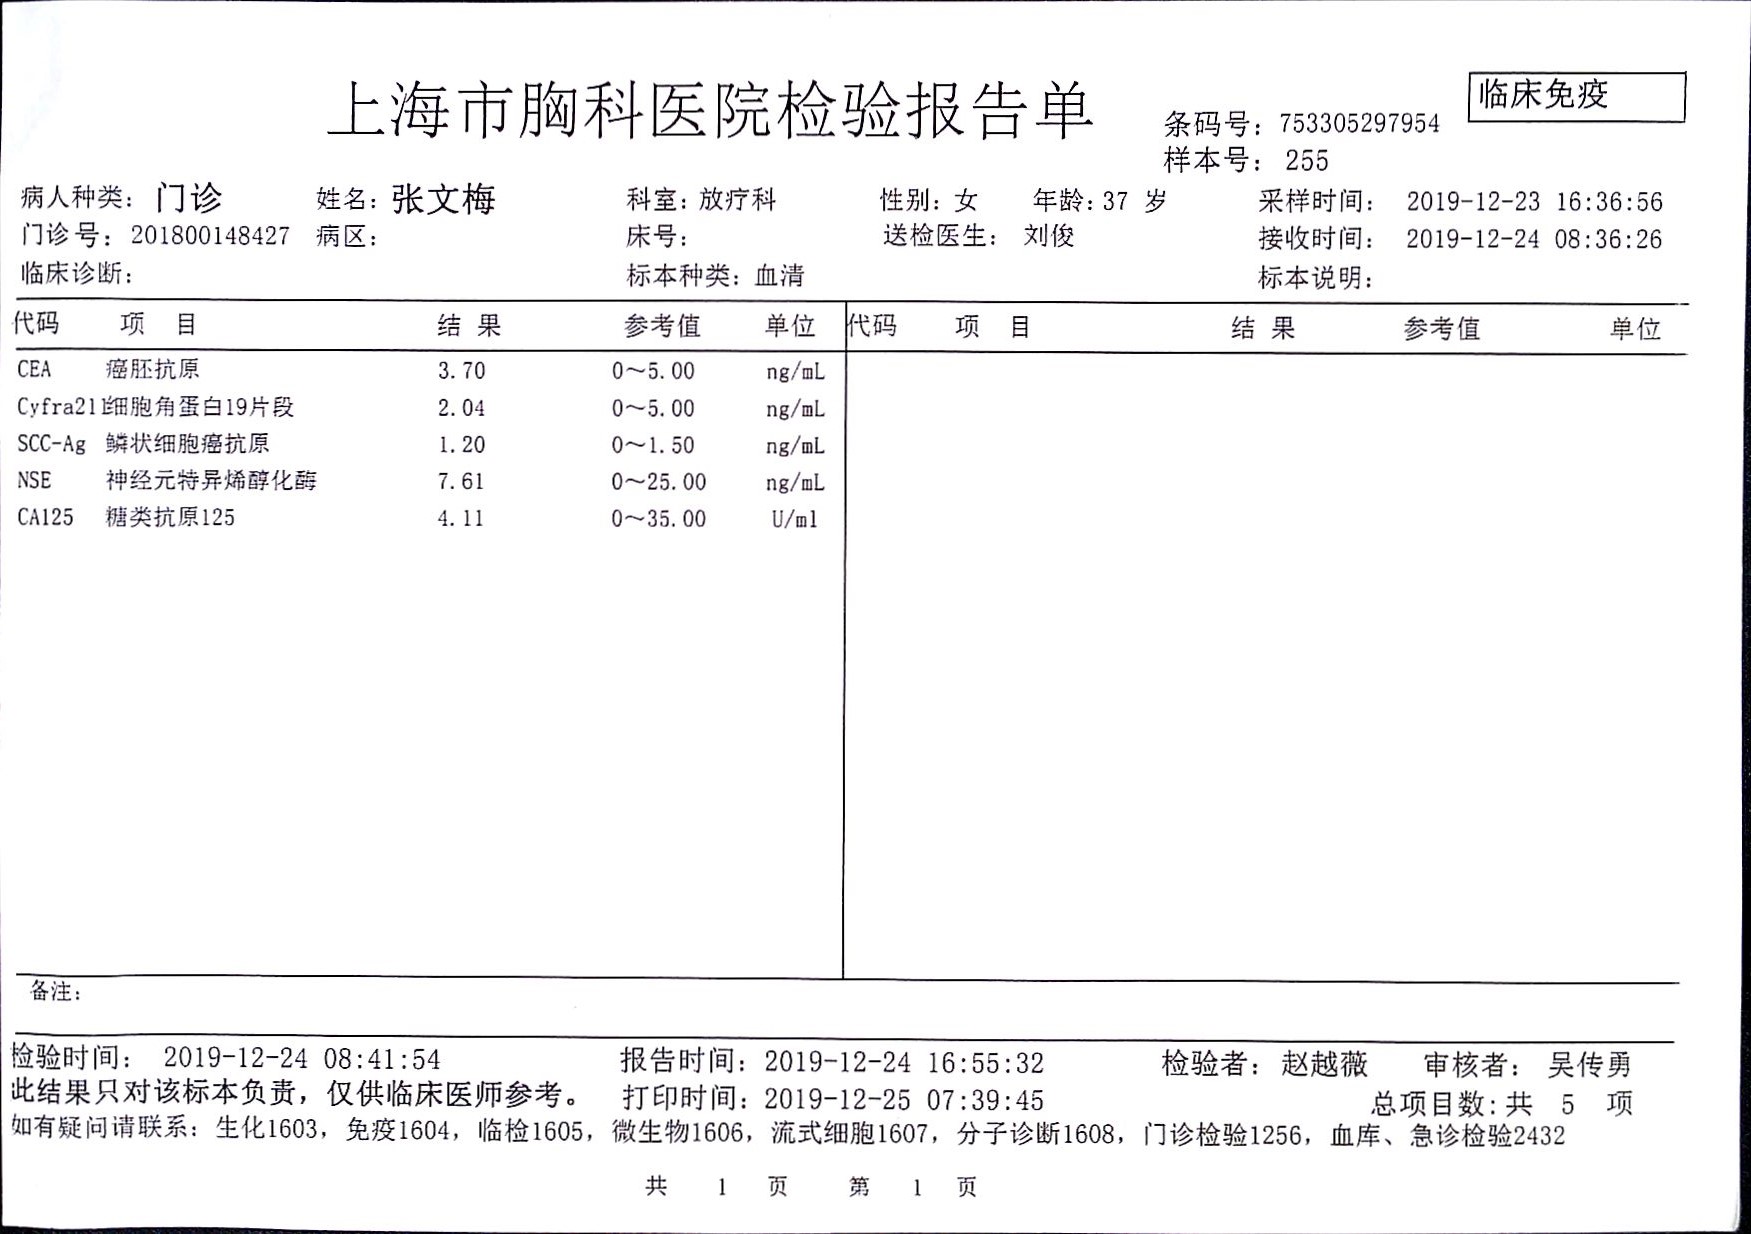 上海市胸科医院检验报告单
临床免疫
条码号：753305297954
样本号：255
病人种类：门诊 姓名：张文梅 科室：放疗科 性别：女 年龄：37 岁 采样时间：2019-12-23 16:36:56
门诊号：201800148427 病区： 床号： 送检医生：刘俊 接收时间：2019-12-24 08:36:26
临床诊断： 标本种类：血清 标本说明：
代码 项 目 结 果 参考值 单位 代码 项 目 结 果 参考值 单位
CEA 癌胚抗原 3.70 0～5.00 ng/mL
Cyfra211细胞角蛋白19片段 2.04 0～5.00 ng/mL
SCC-Ag 鳞状细胞癌抗原 1.20 0～1.50 ng/mL
NSE 神经元特异烯醇化酶 7.61 0～25.00 ng/mL
CA125 糖类抗原125 4.11 0～35.00 U/ml
备注：
检验时间：2019-12-24 08:41:54 报告时间：2019-12-24 16:55:32 检验者：赵越薇 审核者：吴传勇
此结果只对该标本负责，仅供临床医师参考。 打印时间：2019-12-25 07:39:45 总项目数：共 5 项
如有疑问请联系：生化1603，免疫1604，临检1605，微生物1606，流式细胞1607，分子诊断1608，门诊检验1256，血库、急诊检验2432
共 1 页 第 1 页